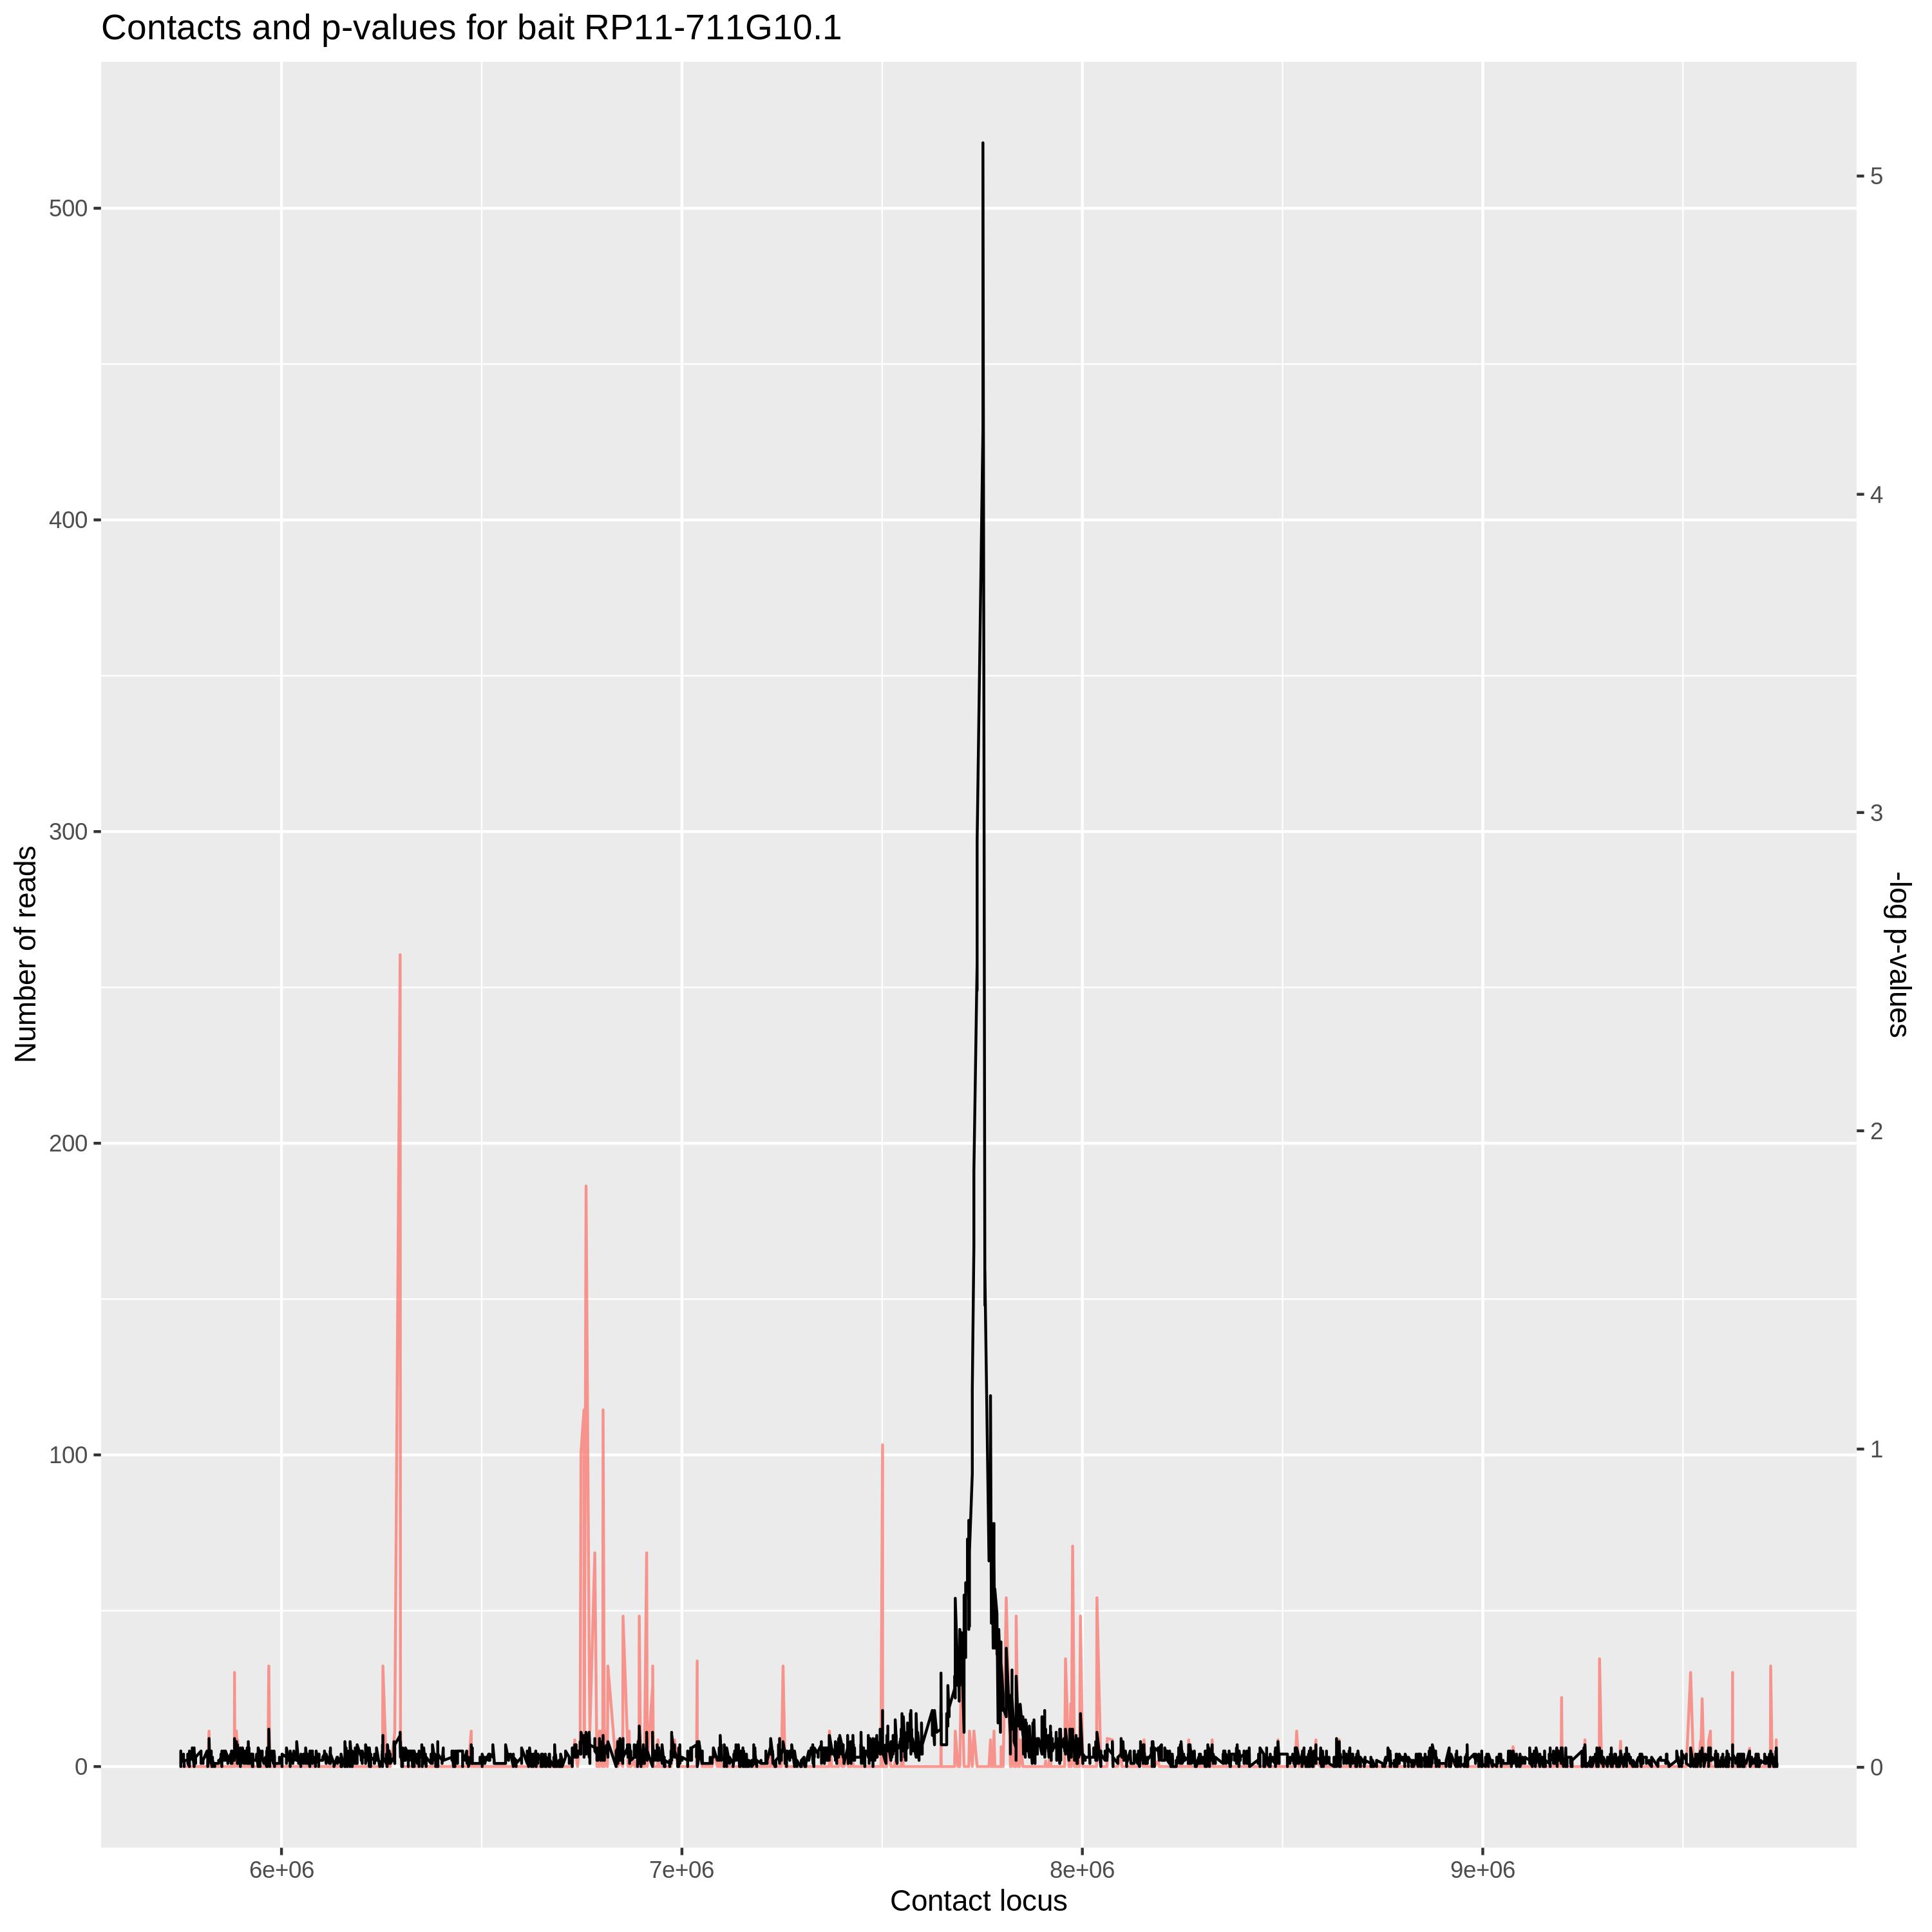 Contacts and p-values for bait RP11-711G10.1
500
400
300
200
100
0
Number of reads
5
4
3
2
1
0
-log p-values
6e+06
7e+06
8e+06
9e+06
Contact locus